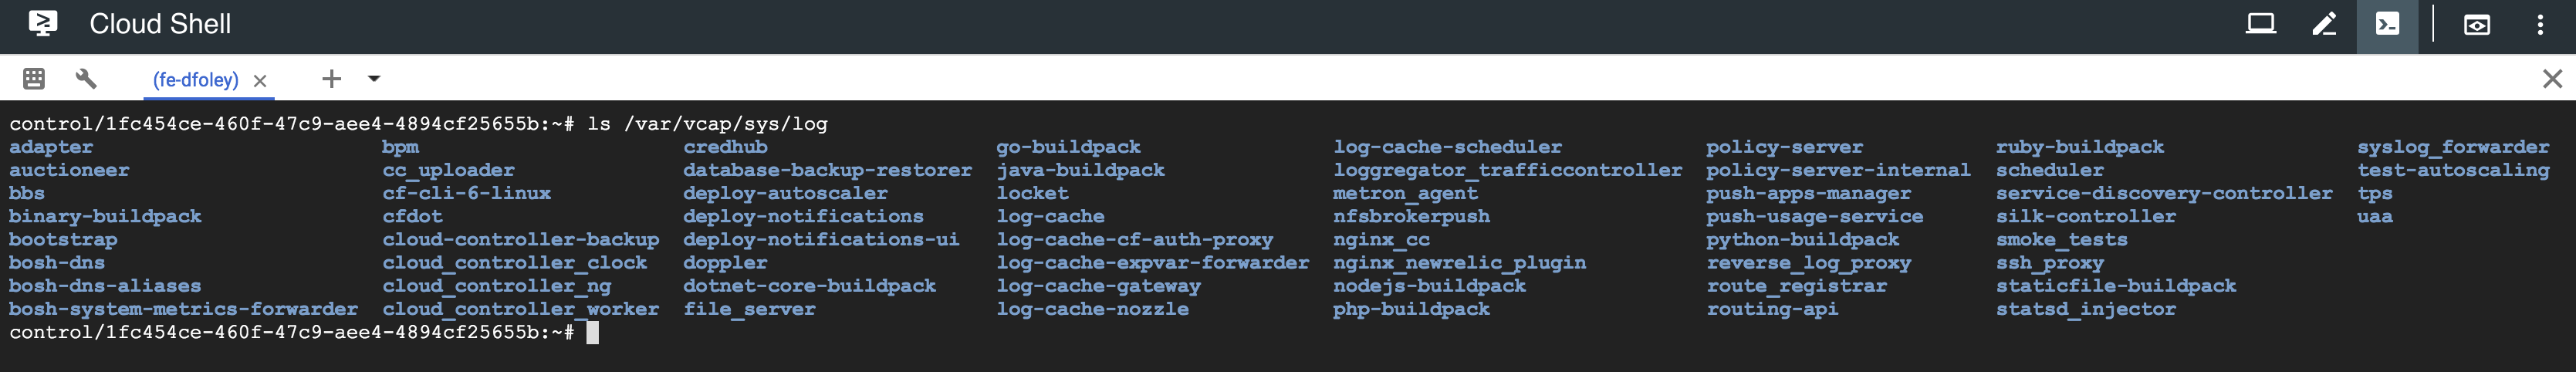 Cloud Shell
(fe-dfoley)
control/1fc454ce-460f-47c9-aee4-4894cf25655b:~# ls /var/vcap/sys/log
adapter bpm credhub go-buildpack log-cache-scheduler policy-server ruby-buildpack syslog_forwarder
auctioneer cc_uploader database-backup-restorer java-buildpack loggregator_trafficcontroller policy-server-internal scheduler test-autoscaling
bbs cf-cli-6-linux deploy-autoscaler locket metron_agent push-apps-manager service-discovery-controller tps
binary-buildpack cfdot deploy-notifications log-cache nfsbrokerpush push-usage-service silk-controller uaa
bootstrap cloud-controller-backup deploy-notifications-ui log-cache-cf-auth-proxy nginx_cc python-buildpack smoke_tests
bosh-dns cloud_controller_clock doppler log-cache-expvar-forwarder nginx_newrelic_plugin reverse_log_proxy ssh_proxy
bosh-dns-aliases cloud_controller_ng dotnet-core-buildpack log-cache-gateway nodejs-buildpack route_registrar staticfile-buildpack
bosh-system-metrics-forwarder cloud_controller_worker file_server log-cache-nozzle php-buildpack routing-api statsd_injector
control/1fc454ce-460f-47c9-aee4-4894cf25655b:~#